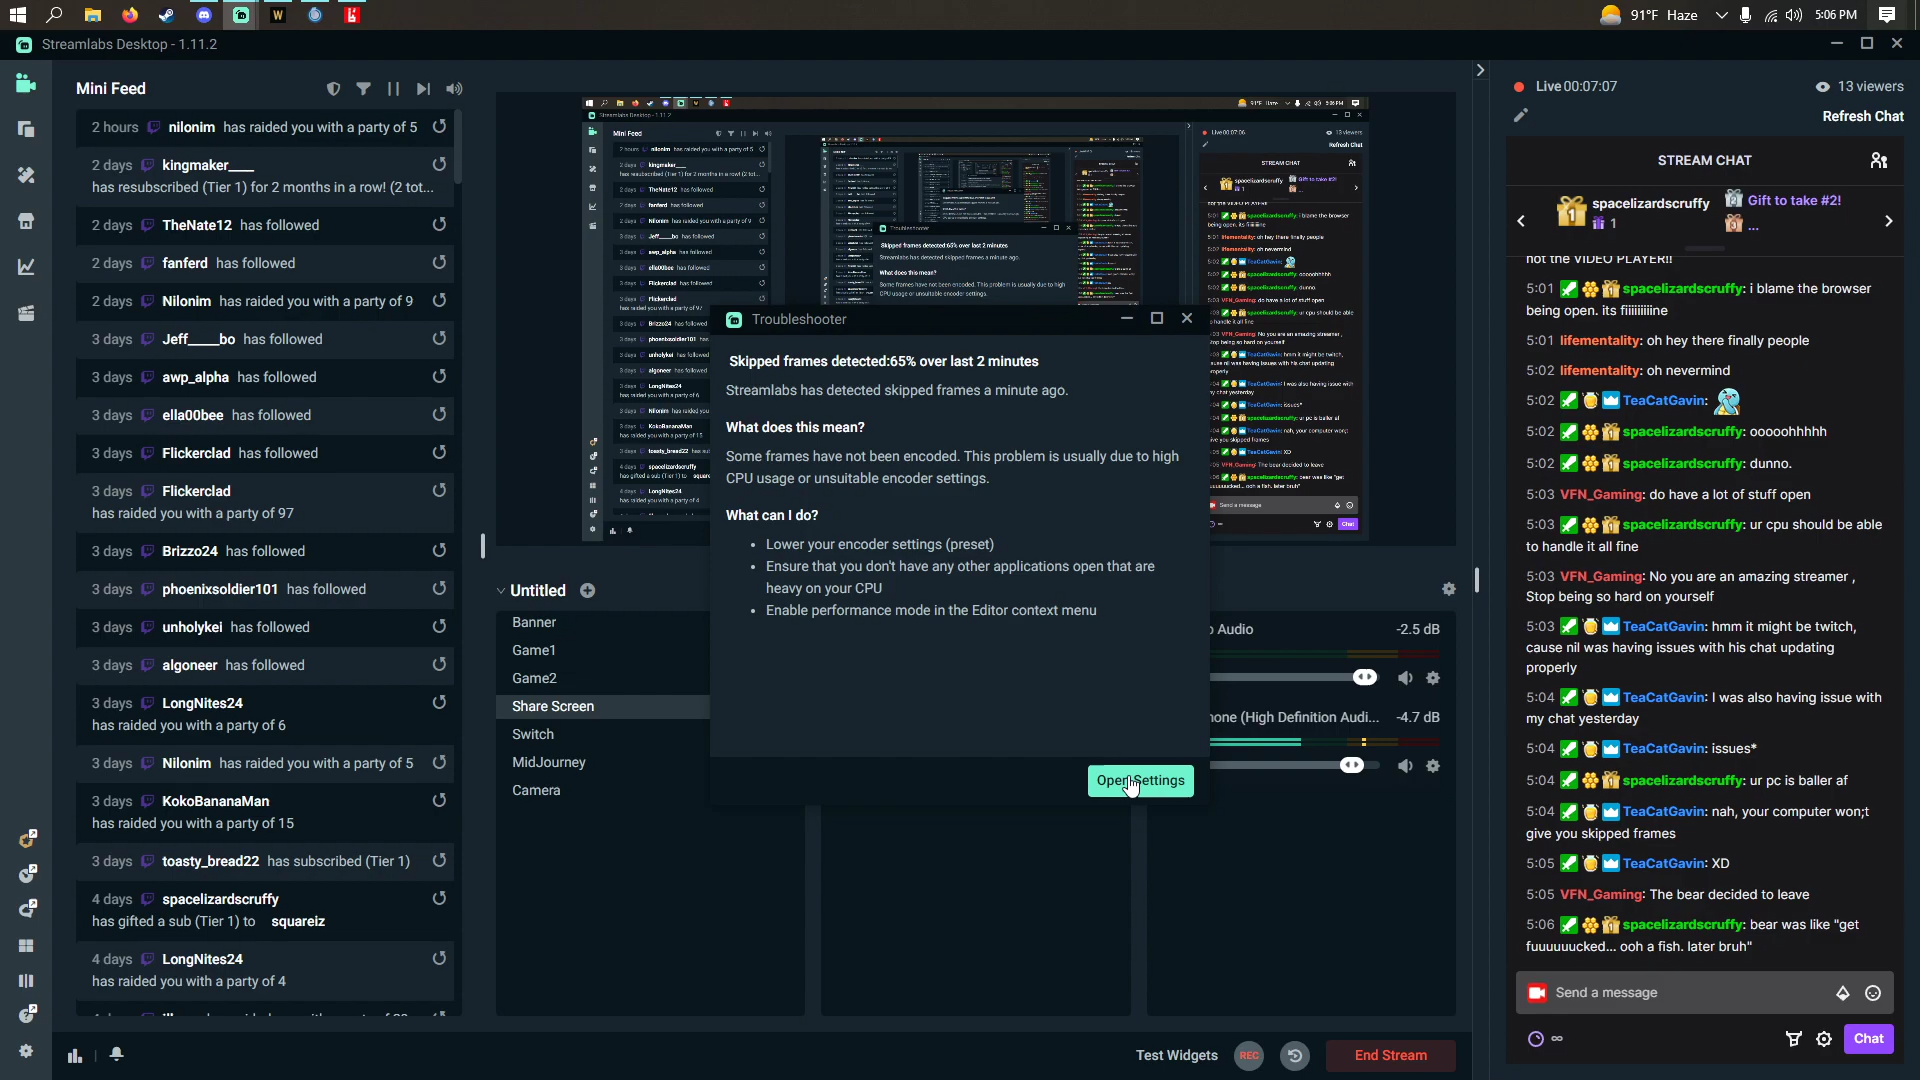 91°F Haze
5:06 PM
Streamlabs Desktop - 1.11.2
Mini Feed
2 hours nilonim has raided you with a party of 5
2 days kingmaker____
has resubscribed (Tier 1) for 2 months in a row! (2 tot...
2 days TheNate12 has followed
2 days fanferd has followed
2 days Nilonim has raided you with a party of 9
3 days Jeff____bo has followed
3 days awp_alpha has followed
3 days ella00bee has followed
3 days Flickerclad has followed
3 days Flickerclad
has raided you with a party of 97
3 days Brizzo24 has followed
3 days phoenixsoldier101 has followed
3 days unholykei has followed
3 days algoneer has followed
3 days LongNites24
has raided you with a party of 6
3 days Nilonim has raided you with a party of 5
3 days KokoBananaMan
has raided you with a party of 15
3 days toasty_bread22 has subscribed (Tier 1)
4 days spacelizardscruffy
has gifted a sub (Tier 1) to squareiz
4 days LongNites24
has raided you with a party of 4
Troubleshooter
Skipped frames detected:65% over last 2 minutes
Streamlabs has detected skipped frames a minute ago.
What does this mean?
Some frames have not been encoded. This problem is usually due to high
CPU usage or unsuitable encoder settings.
What can I do?
• Lower your encoder settings (preset)
• Ensure that you don't have any other applications open that are
heavy on your CPU
• Enable performance mode in the Editor context menu
Open Settings
Untitled
Banner
Game1
Game2
Share Screen
Switch
MidJourney
Camera
Audio -2.5 dB
(High Definition Audi... -4.7 dB
Test Widgets
REC
End Stream
Live 00:07:07
13 viewers
Refresh Chat
STREAM CHAT
1 spacelizardscruffy
1
2 Gift to take #2!
3 ...
not the VIDEO PLAYER!!
5:01 spacelizardscruffy: i blame the browser
being open. its fiiiiiiiiine
5:01 lifementality: oh hey there finally people
5:02 lifementality: oh nevermind
5:02 TeaCatGavin:
5:02 spacelizardscruffy: ooooohhhhh
5:02 spacelizardscruffy: dunno.
5:03 VFN_Gaming: do have a lot of stuff open
5:03 spacelizardscruffy: ur cpu should be able
to handle it all fine
5:03 VFN_Gaming: No you are an amazing streamer ,
Stop being so hard on yourself
5:03 TeaCatGavin: hmm it might be twitch,
cause nil was having issues with his chat updating
properly
5:04 TeaCatGavin: I was also having issue with
my chat yesterday
5:04 TeaCatGavin: issues*
5:04 spacelizardscruffy: ur pc is baller af
5:04 TeaCatGavin: nah, your computer won;t
give you skipped frames
5:05 TeaCatGavin: XD
5:05 VFN_Gaming: The bear decided to leave
5:06 spacelizardscruffy: bear was like "get
fuuuuuucked... ooh a fish. later bruh"
Send a message
∞
Chat